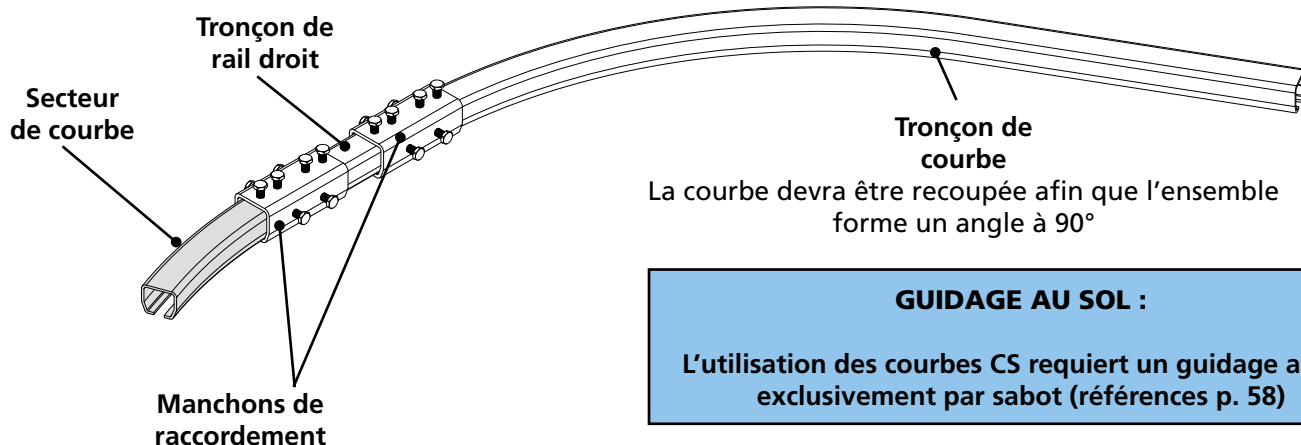 Tronçon de
rail droit
Secteur
de courbe
Tronçon de
courbe
La courbe devra être recoupée afin que l'ensemble
forme un angle à 90°
GUIDAGE AU SOL :
L'utilisation des courbes CS requiert un guidage a
exclusivement par sabot (références p. 58)
Manchons de
raccordement